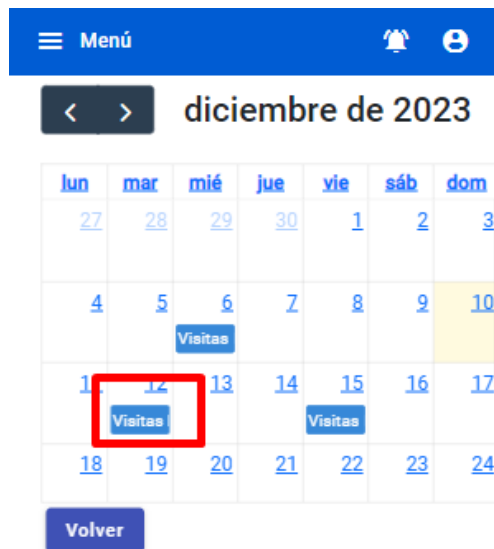 Menú
diciembre de 2023
lun mar mié jue vie sáb dom
27 28 29 30 1 2 3
4 5 6 7 8 9 10
Visitas
12 13 14 15 16 17
Visitas Visitas
18 19 20 21 22 23 24
Volver